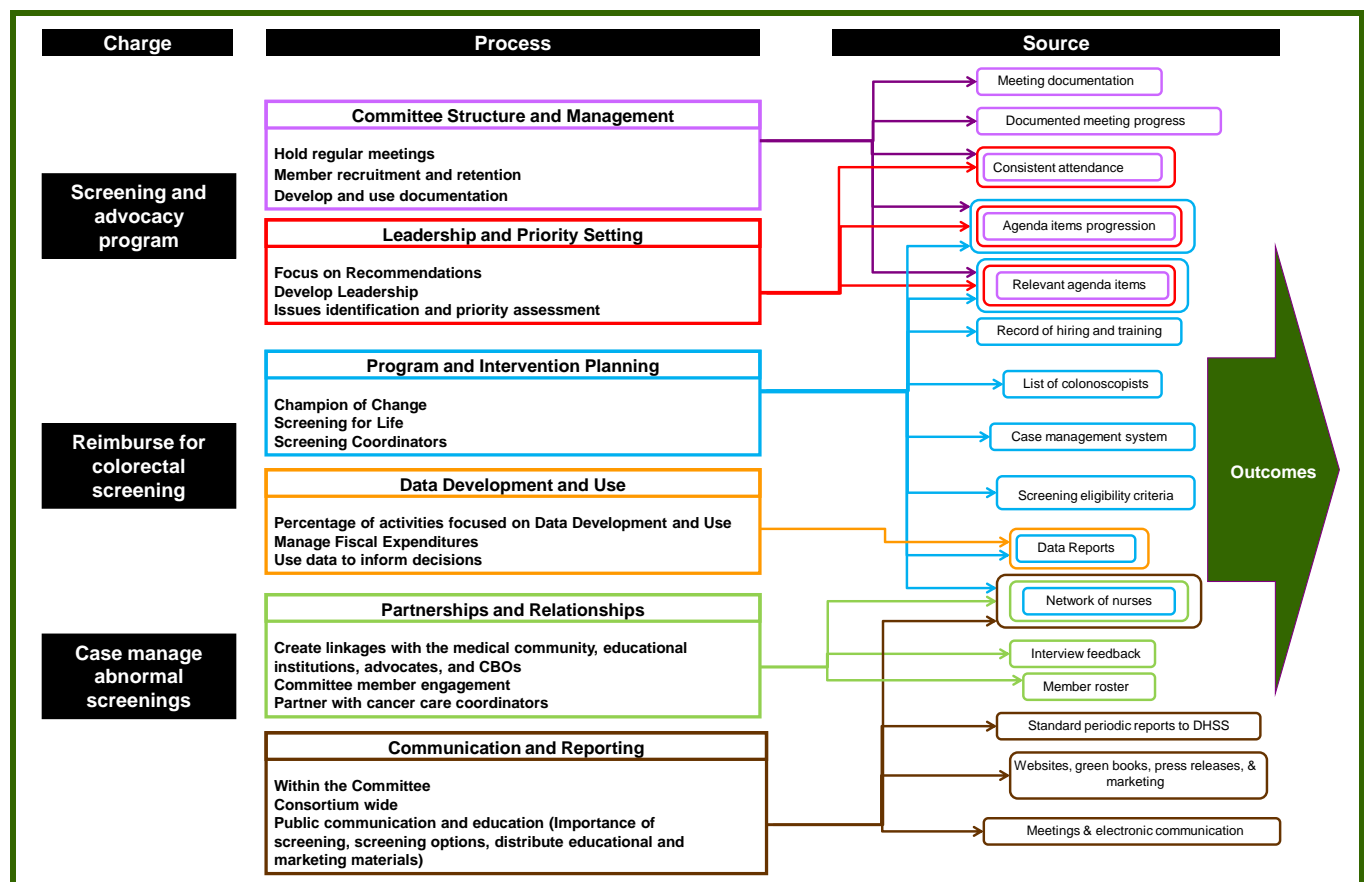 Charge
Process
Source
Screening and
advocacy
program
Reimburse for
colorectal
screening
Case manage
abnormal
screenings
Committee Structure and Management
Hold regular meetings
Member recruitment and retention
Develop and use documentation
Leadership and Priority Setting
Focus on Recommendations
Develop Leadership
Issues identification and priority assessment
Program and Intervention Planning
Champion of Change
Screening for Life
Screening Coordinators
Data Development and Use
Percentage of activities focused on Data Development and Use
Manage Fiscal Expenditures
Use data to inform decisions
Partnerships and Relationships
Create linkages with the medical community, educational
institutions, advocates, and CBOs
Committee member engagement
Partner with cancer care coordinators
Communication and Reporting
Within the Committee
Consortium wide
Public communication and education (Importance of
screening, screening options, distribute educational and
marketing materials)
Meeting documentation
Documented meeting progress
Consistent attendance
Agenda items progression
Relevant agenda items
Record of hiring and training
List of colonoscopists
Case management system
Screening eligibility criteria
Data Reports
Network of nurses
Interview feedback
Member roster
Standard periodic reports to DHSS
Websites, green books, press releases, &
marketing
Meetings & electronic communication
Outcomes